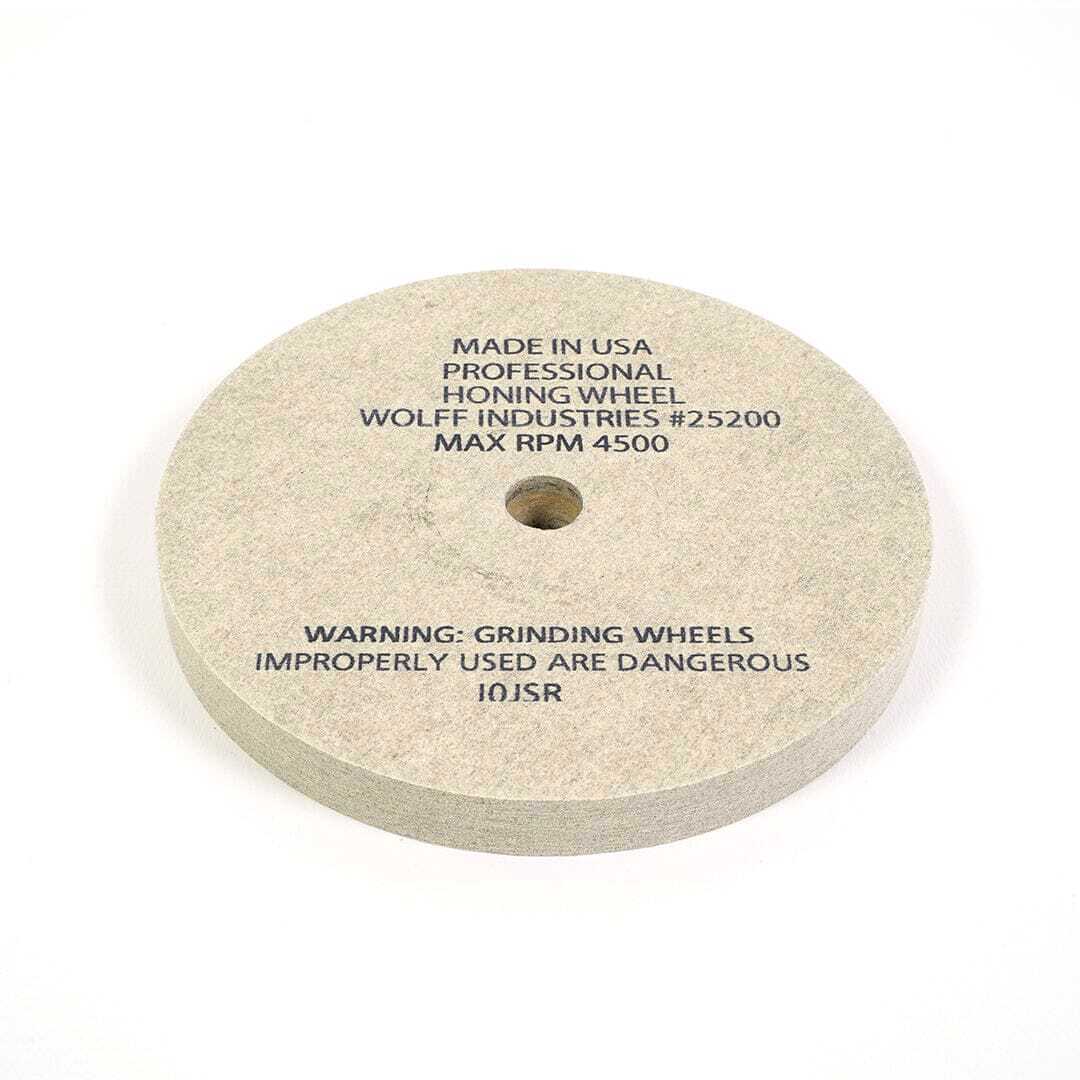 MADE IN USA
PROFESSIONAL
HONING WHEEL
WOLFF INDUSTRIES #25200
MAX RPM 4500
WARNING: GRINDING WHEELS
IMPROPERLY USED ARE DANGEROUS
10JSR